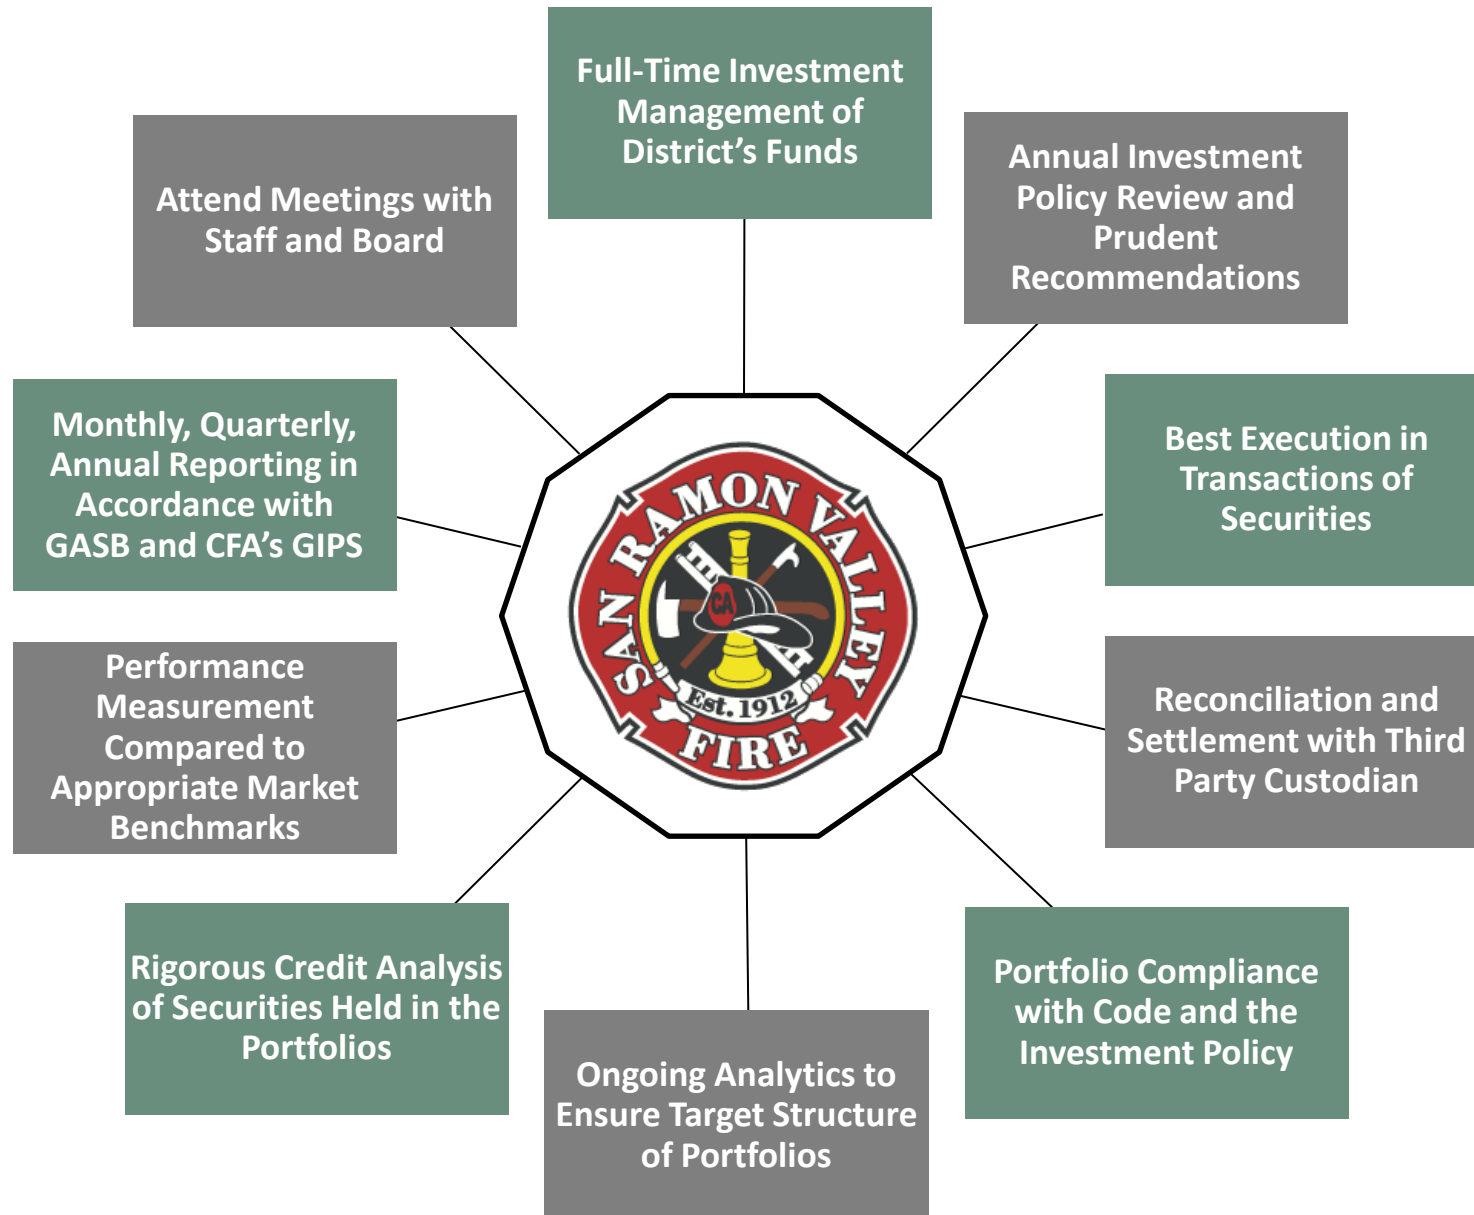 Full-Time Investment
Management of
District’s Funds
Attend Meetings with
Staff and Board
Annual Investment
Policy Review and
Prudent
Recommendations
Monthly, Quarterly,
Annual Reporting in
Accordance with
GASB and CFA’s GIPS
Best Execution in
Transactions of
Securities
SAN RAMON VALLEY
CA
Est. 1912
FIRE
Performance
Measurement
Compared to
Appropriate Market
Benchmarks
Reconciliation and
Settlement with Third
Party Custodian
Rigorous Credit Analysis
of Securities Held in the
Portfolios
Portfolio Compliance
with Code and the
Investment Policy
Ongoing Analytics to
Ensure Target Structure
of Portfolios